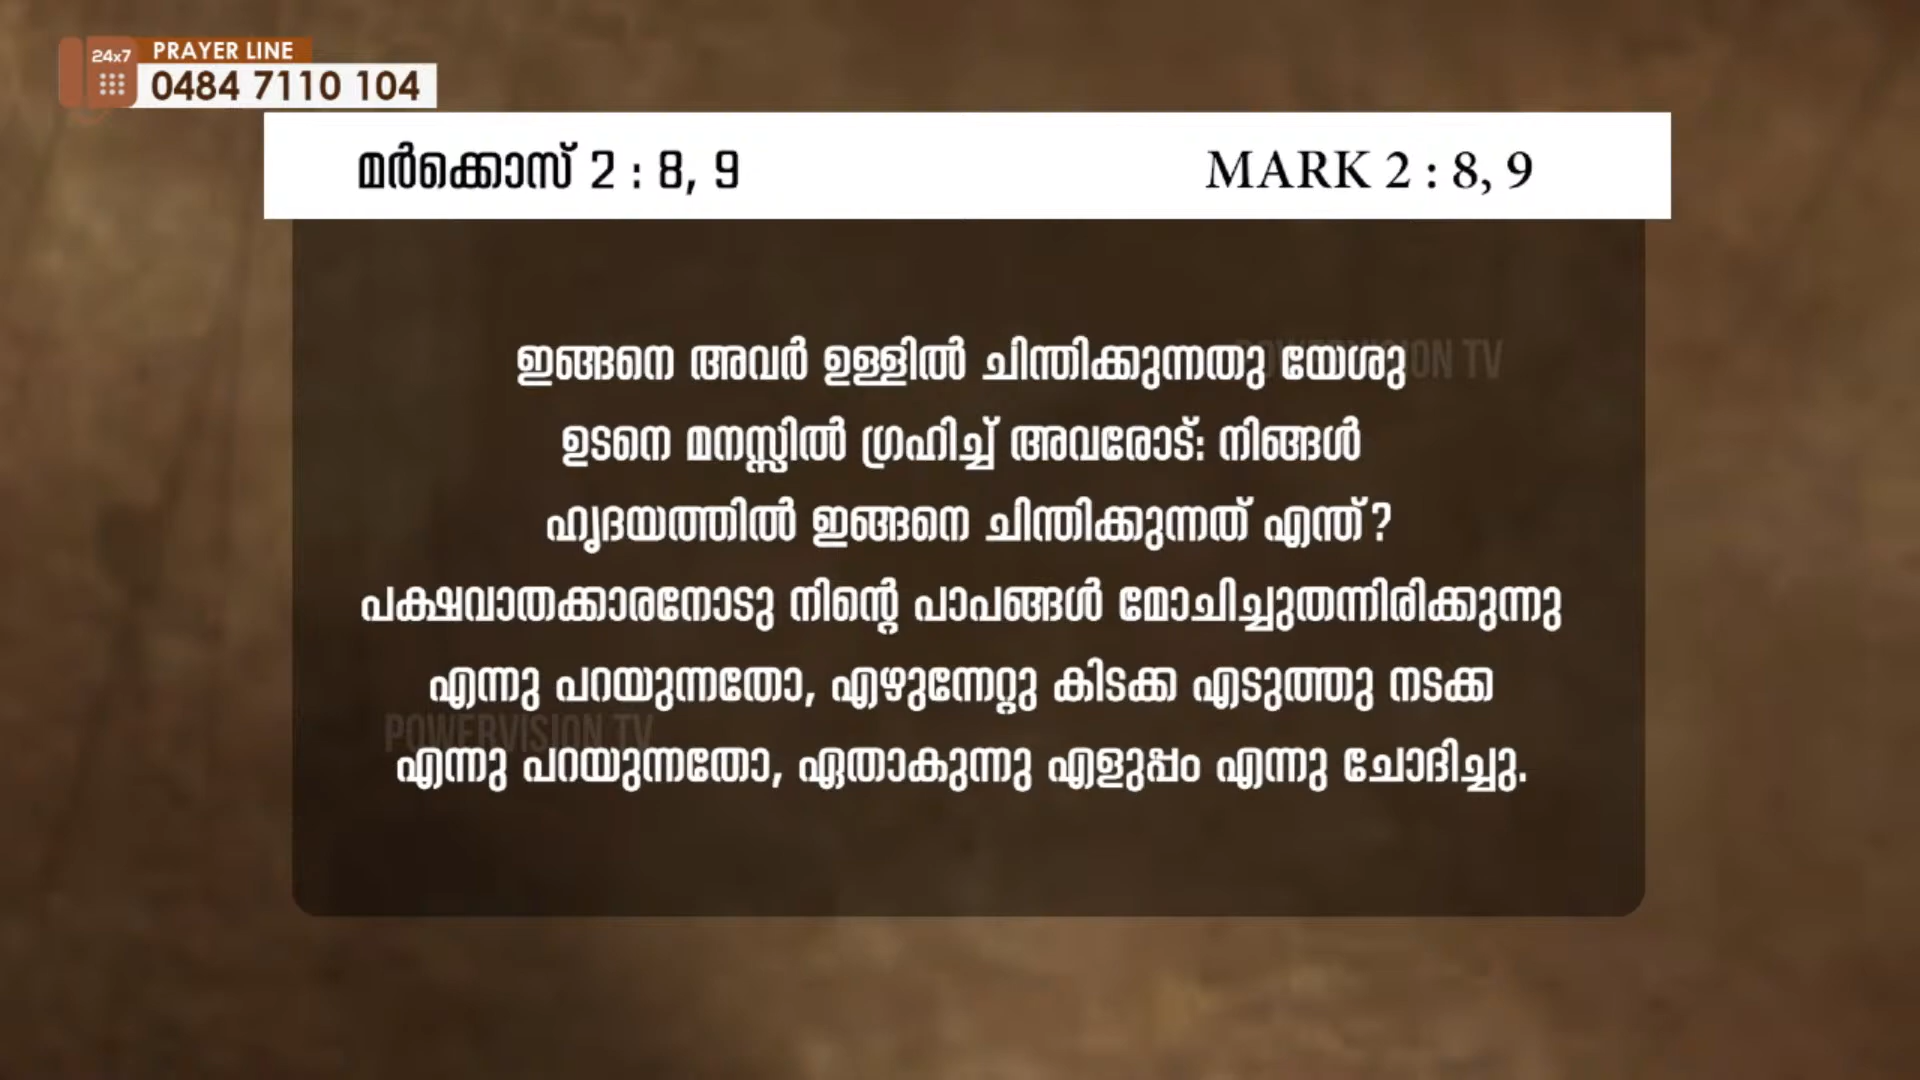 24x7
PRAYER LINE
0484 7110 104
മർക്കൊസ് 2 : 8, 9
MARK 2 : 8, 9
ഇങ്ങനെ അവർ ഉള്ളിൽ ചിന്തിക്കുന്നതു യേശു
POWERVISION TV
ഉടനെ മനസ്സിൽ ഗ്രഹിച്ച് അവരോട്: നിങ്ങൾ
ഹൃദയത്തിൽ ഇങ്ങനെ ചിന്തിക്കുന്നത് എന്ത്?
പക്ഷവാതക്കാരനോടു നിന്റെ പാപങ്ങൾ മോചിച്ചുതന്നിരിക്കുന്നു
എന്നു പറയുന്നതോ, എഴുന്നേറ്റു കിടക്ക എടുത്തു നടക്ക
POWERVISION TV
എന്നു പറയുന്നതോ, ഏതാകുന്നു എളുപ്പം എന്നു ചോദിച്ചു.